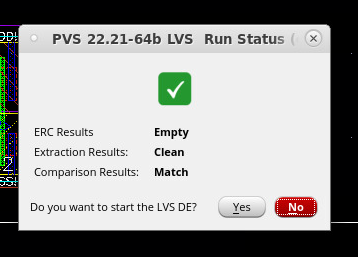 PVS 22.21-64b LVS Run Status (
ERC Results Empty
Extraction Results: Clean
Comparison Results: Match
Do you want to start the LVS DE? Yes No